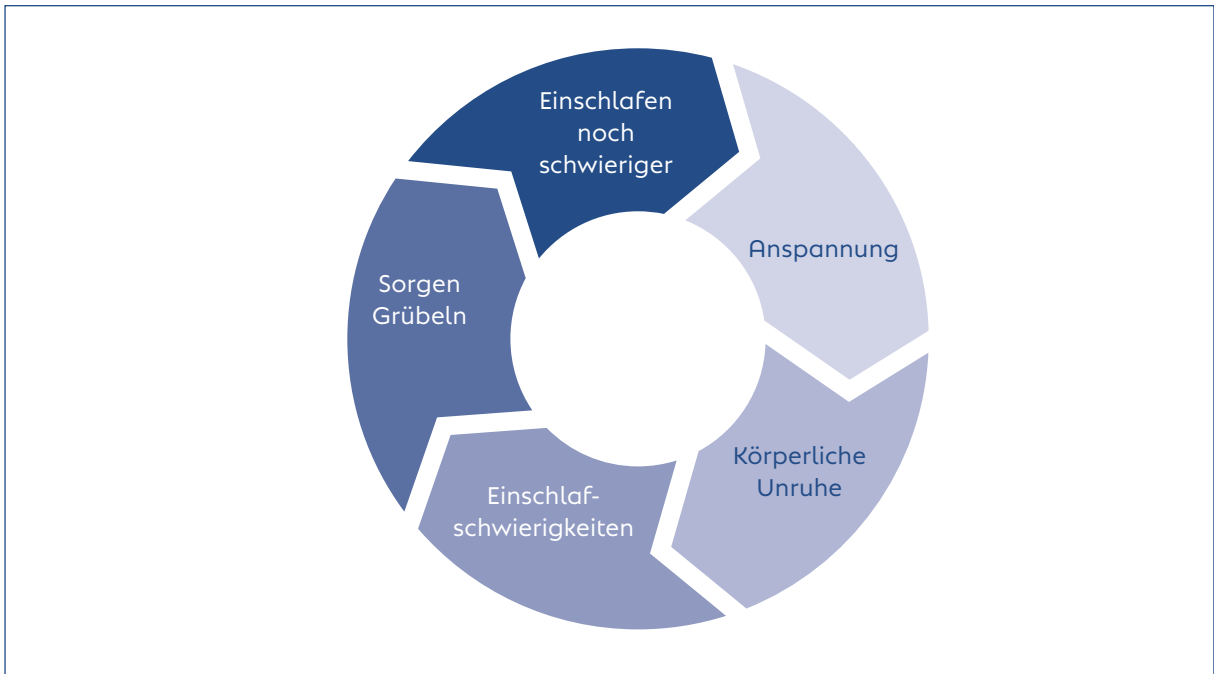 Einschlafen
noch
schwieriger
Anspannung
Körperliche
Unruhe
Einschlaf-
schwierigkeiten
Sorgen
Grübeln